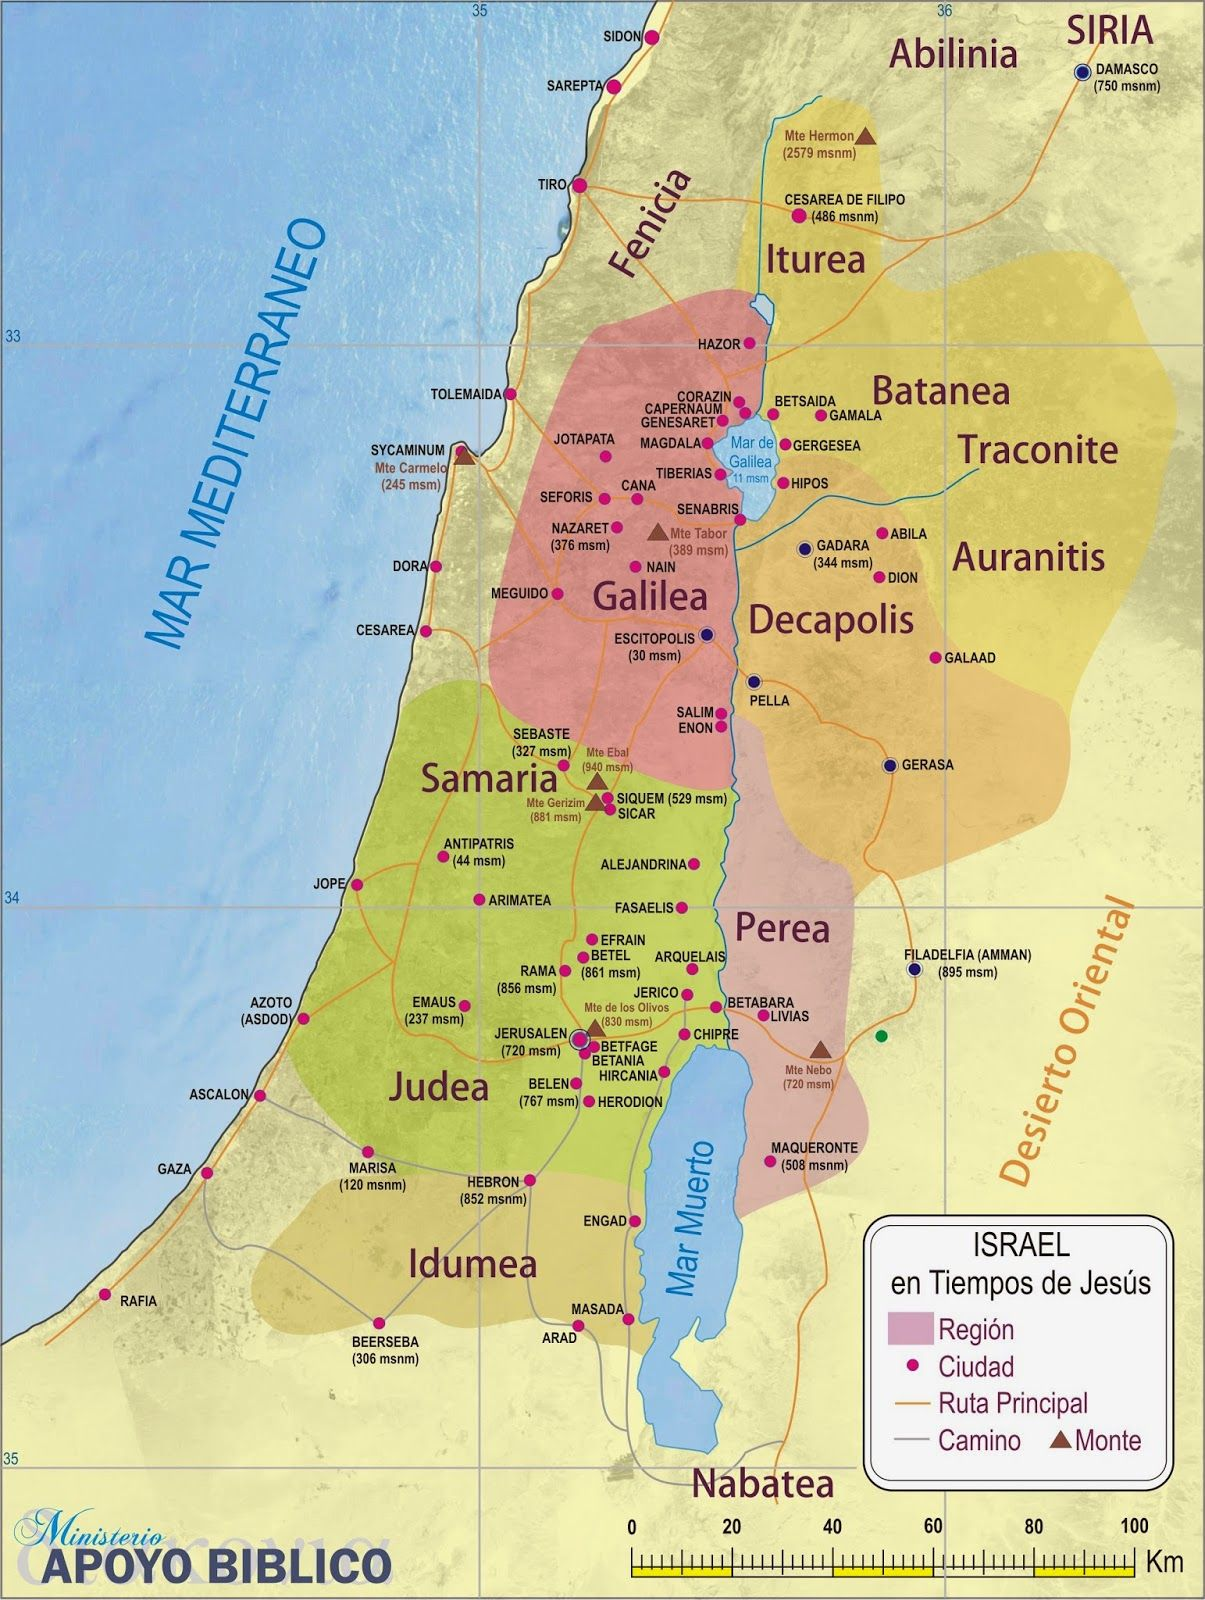 35
36
SIDON
Abilinia
SIRIA
DAMASCO
(750 msnm)
SAREPTA
Mte Hermon
(2579 msnm)
TIRO
Fenicia
CESAREA DE FILIPO
(486 msnm)
Iturea
MAR MEDITERRANEO
33
HAZOR
TOLEMAIDA
CORAZIN
CAPERNAUM
GENESARET
BETSAIDA
GAMALA
Batanea
SYCAMINUM
Mte Carmelo
(245 msm)
JOTAPATA
MAGDALA
Mar de
Galilea
11 msm
GERGESEA
Traconite
TIBERIAS
HIPOS
SEFORIS
CANA
SENABRIS
NAZARET
(376 msm)
Mte Tabor
(389 msm)
ABILA
GADARA
(344 msm)
DION
Auranitis
DORA
NAIN
MEGUIDO
Galilea
Decapolis
CESAREA
ESCITOPOLIS
(30 msm)
GALAAD
PELLA
SALIM
ENON
SEBASTE
(327 msm)
Mte Ebal
(940 msm)
GERASA
Samaria
Mte Gerizim
(881 msm)
SIQUEM (529 msm)
SICAR
ANTIPATRIS
(44 msm)
ALEJANDRINA
JOPE
ARIMATEA
34
FASAELIS
Perea
EFRAIN
BETEL
(861 msm)
RAMA
(856 msm)
ARQUELAIS
FILADELFIA (AMMAN)
(895 msm)
Desierto Oriental
JERICO
AZOTO
(ASDOD)
EMAUS
(237 msm)
Mte de los Olivos
(830 msm)
BETABARA
LIVIAS
JERUSALEN
(720 msm)
CHIPRE
BETFAGE
BETANIA
HIRCANIA
Mte Nebo
(720 msm)
Judea
BELEN
(767 msm)
HERODION
ASCALON
MAQUERONTE
(508 msnm)
GAZA
MARISA
(120 msnm)
HEBRON
(852 msnm)
Mar Muerto
ENGAD
Idumea
RAFIA
MASADA
ARAD
BEERSEBA
(306 msnm)
ISRAEL
en Tiempos de Jesús
Región
Ciudad
Ruta Principal
Camino
Monte
35
Nabatea
0 20 40 60 80 100
Km
Ministerio
APOYO BIBLICO